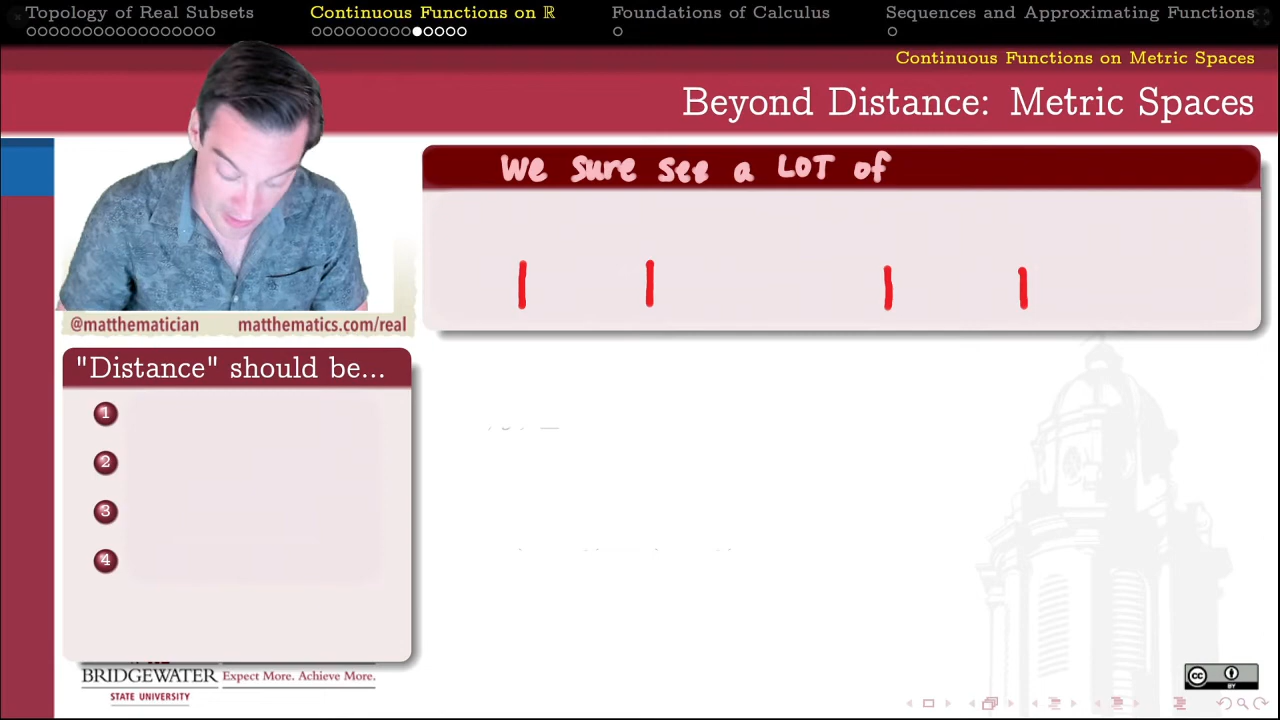 Topology of Real Subsets
Continuous Functions on ℝ
Foundations of Calculus
Sequences and Approximating Functions
Continuous Functions on Metric Spaces
Beyond Distance: Metric Spaces
We sure see a LOT of
| | | |
@matthematician matthematics.com/real
"Distance" should be...
1
2
3
4
BRIDGEWATER
STATE UNIVERSITY
Expect More. Achieve More.
cc BY